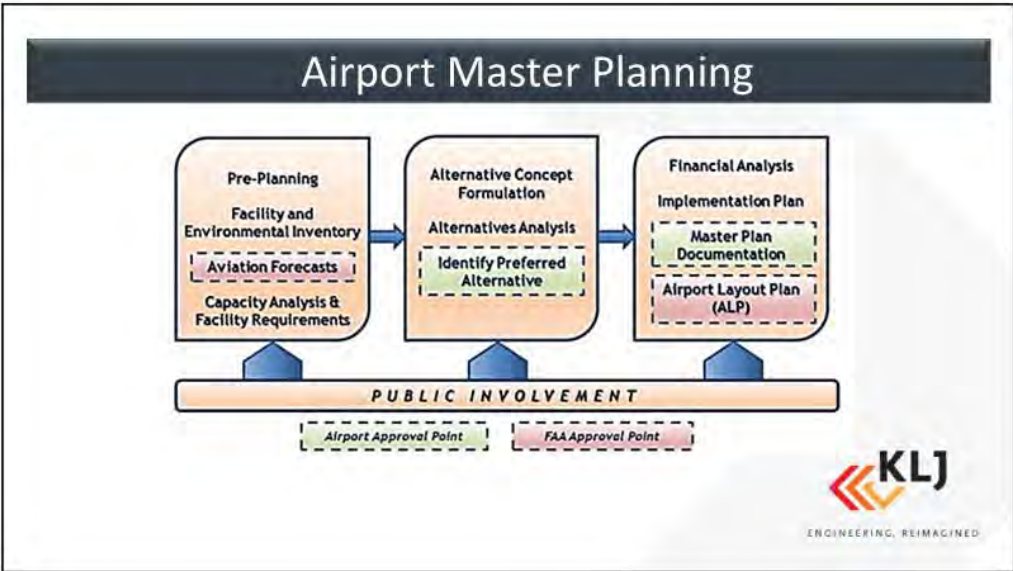 Airport Master Planning
Pre-Planning
Facility and
Environmental Inventory
Aviation Forecasts
Capacity Analysis &
Facility Requirements
Alternative Concept
Formulation
Alternatives Analysis
Identify Preferred
Alternative
Financial Analysis
Implementation Plan
Master Plan
Documentation
Airport Layout Plan
(ALP)
PUBLIC INVOLVEMENT
Airport Approval Point
FAA Approval Point
KLJ
ENGINEERING, REIMAGINED